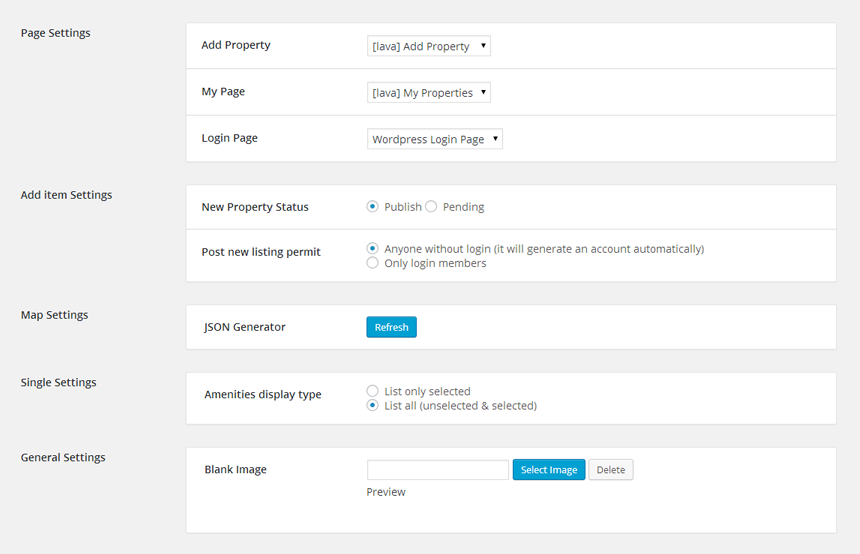 Page Settings
Add Property
[lava] Add Property
My Page
[lava] My Properties
Login Page
Wordpress Login Page
Add item Settings
New Property Status
Publish Pending
Post new listing permit
Anyone without login (it will generate an account automatically)
Only login members
Map Settings
JSON Generator
Refresh
Single Settings
Amenities display type
List only selected
List all (unselected & selected)
General Settings
Blank Image
Select Image Delete
Preview